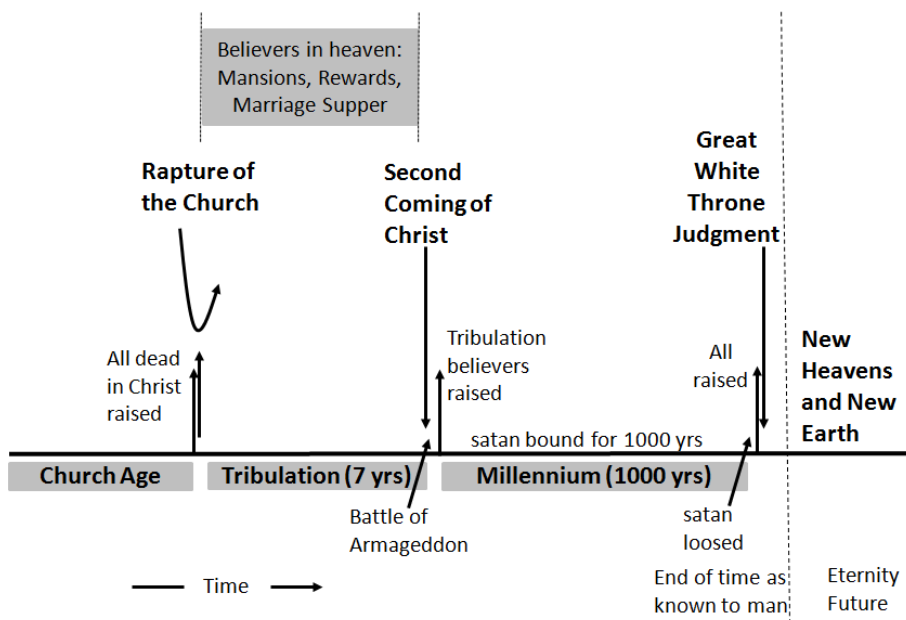 Believers in heaven:
Mansions, Rewards,
Marriage Supper
Rapture of
the Church
Second
Coming of
Christ
Great
White
Throne
Judgment
All dead
in Christ
raised
Tribulation
believers
raised
All
raised
New
Heavens
and New
Earth
satan bound for 1000 yrs
Church Age
Tribulation (7 yrs)
Millennium (1000 yrs)
Battle of
Armageddon
satan
loosed
Time
End of time as
known to man
Eternity
Future